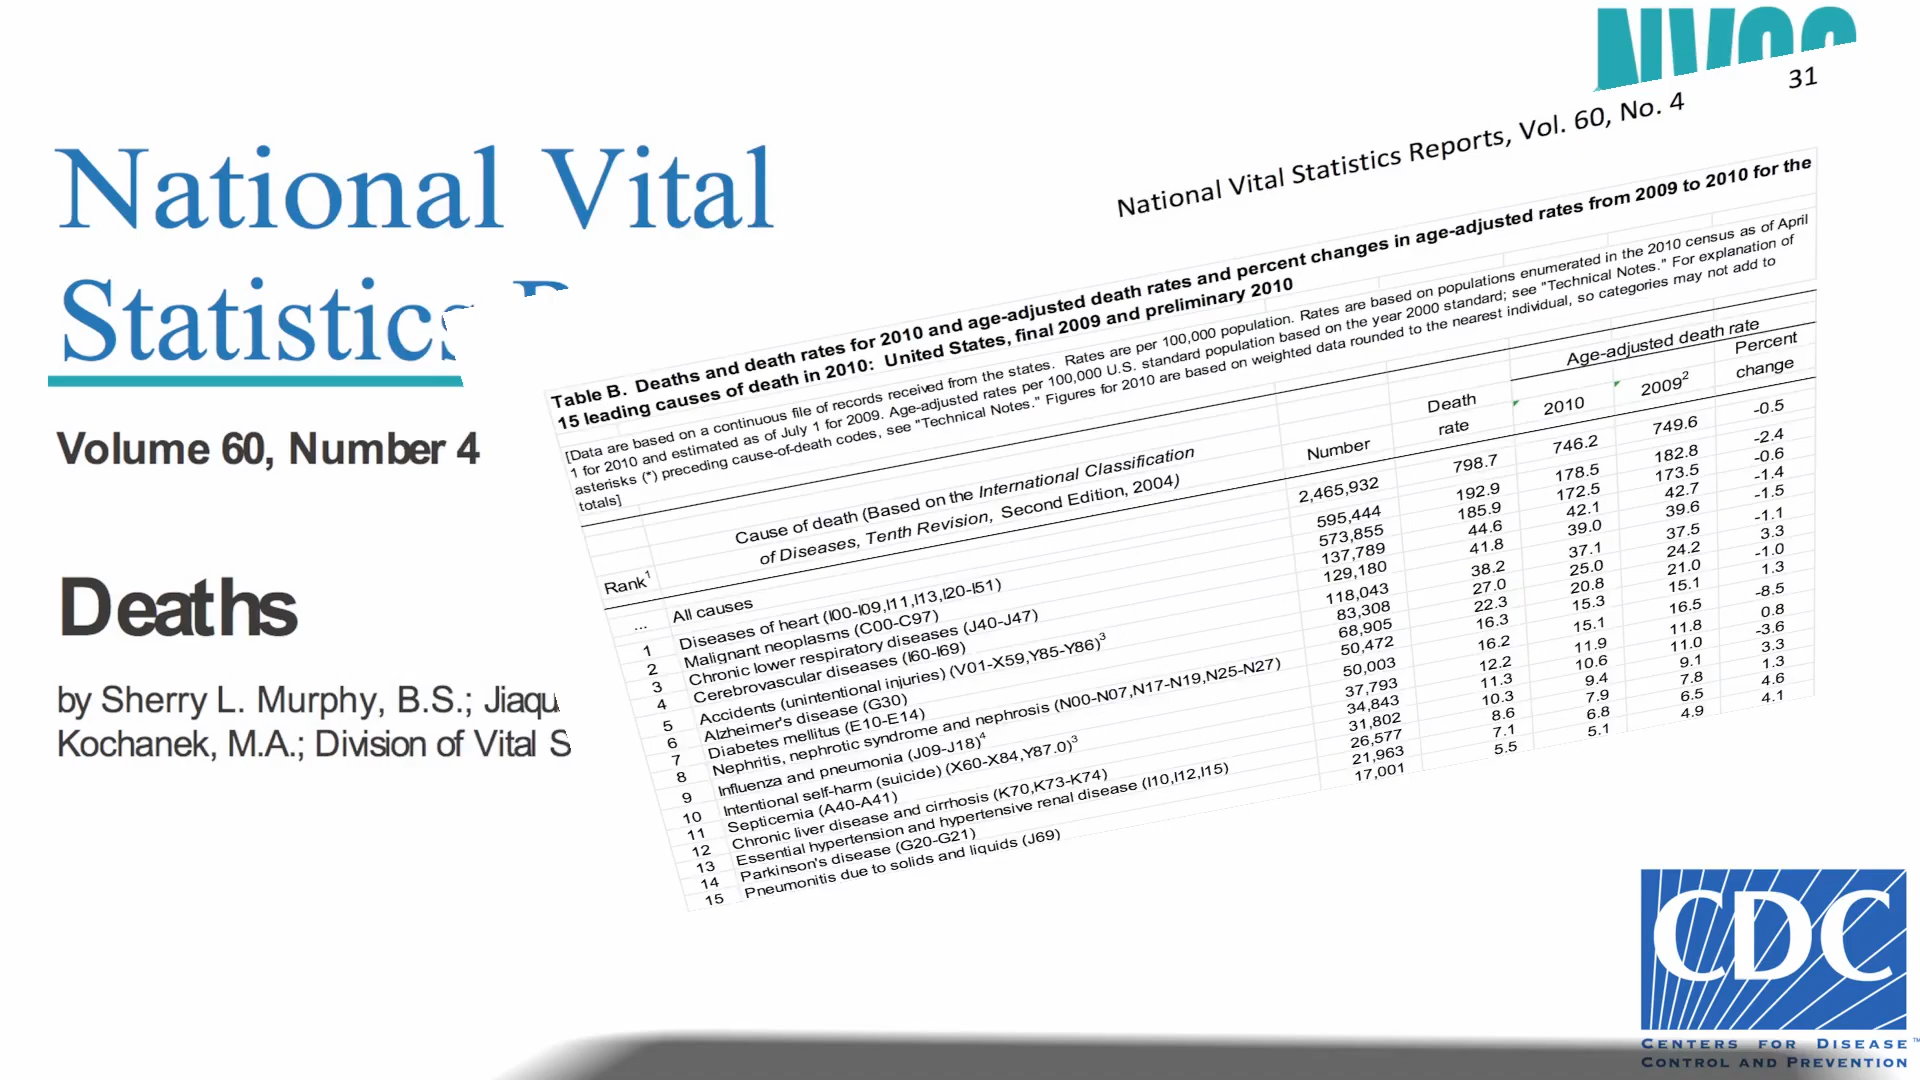 National Vital
Statistics
Volume 60, Number 4
Deaths
by Sherry L. Murphy, B.S.;
Kochanek, M.A.; Division of Vital S
31
National Vital Statistics Reports, Vol. 60, No. 4
Table B. Deaths and death rates for 2010 and age-adjusted death rates and percent changes in age-adjusted rates from 2009 to 2010 for the
15 leading causes of death in 2010: United States, final 2009 and preliminary 2010
[Data are based on a continuous file of records received from the states. Rates are per 100,000 population. Rates are based on populations enumerated in the 2010 census as of April
1 for 2010 and estimated as of July 1 for 2009. Age-adjusted rates per 100,000 U.S. standard population based on the year 2000 standard; see "Technical Notes." For explanation of
asterisks (*) preceding cause-of-death codes, see "Technical Notes." Figures for 2010 are based on weighted data rounded to the nearest individual, so categories may not add to
totals]
Age-adjusted death rate
Rank1 Cause of death (Based on the International Classification of Diseases, Tenth Revision, Second Edition, 2004) Number Death rate 2010 20092 Percent change
... All causes 2,465,932 798.7 746.2 749.6 -0.5
1 Diseases of heart (I00-I09,I11,I13,I20-I51) 595,444 192.9 178.5 182.8 -2.4
2 Malignant neoplasms (C00-C97) 573,855 185.9 172.5 173.5 -0.6
3 Chronic lower respiratory diseases (J40-J47) 137,789 44.6 42.1 42.7 -1.4
4 Cerebrovascular diseases (I60-I69) 129,180 41.8 39.0 39.6 -1.5
5 Accidents (unintentional injuries) (V01-X59,Y85-Y86)3 118,043 38.2 37.1 37.5 -1.1
6 Alzheimer's disease (G30) 83,308 27.0 25.0 24.2 3.3
7 Diabetes mellitus (E10-E14) 68,905 22.3 20.8 21.0 -1.0
8 Nephritis, nephrotic syndrome and nephrosis (N00-N07,N17-N19,N25-N27) 50,472 16.3 15.3 15.1 1.3
9 Influenza and pneumonia (J09-J18)4 50,003 16.2 15.1 16.5 -8.5
10 Intentional self-harm (suicide) (X60-X84,Y87.0)3 37,793 12.2 11.9 11.8 0.8
11 Septicemia (A40-A41) 34,843 11.3 10.6 11.0 -3.6
12 Chronic liver disease and cirrhosis (K70,K73-K74) 31,802 10.3 9.4 9.1 3.3
13 Essential hypertension and hypertensive renal disease (I10,I12,I15) 26,577 8.6 7.9 7.8 1.3
14 Parkinson's disease (G20-G21) 21,963 7.1 6.8 6.5 4.6
15 Pneumonitis due to solids and liquids (J69) 17,001 5.5 5.1 4.9 4.1
CDC
CENTERS FOR DISEASE™
CONTROL AND PREVENTION